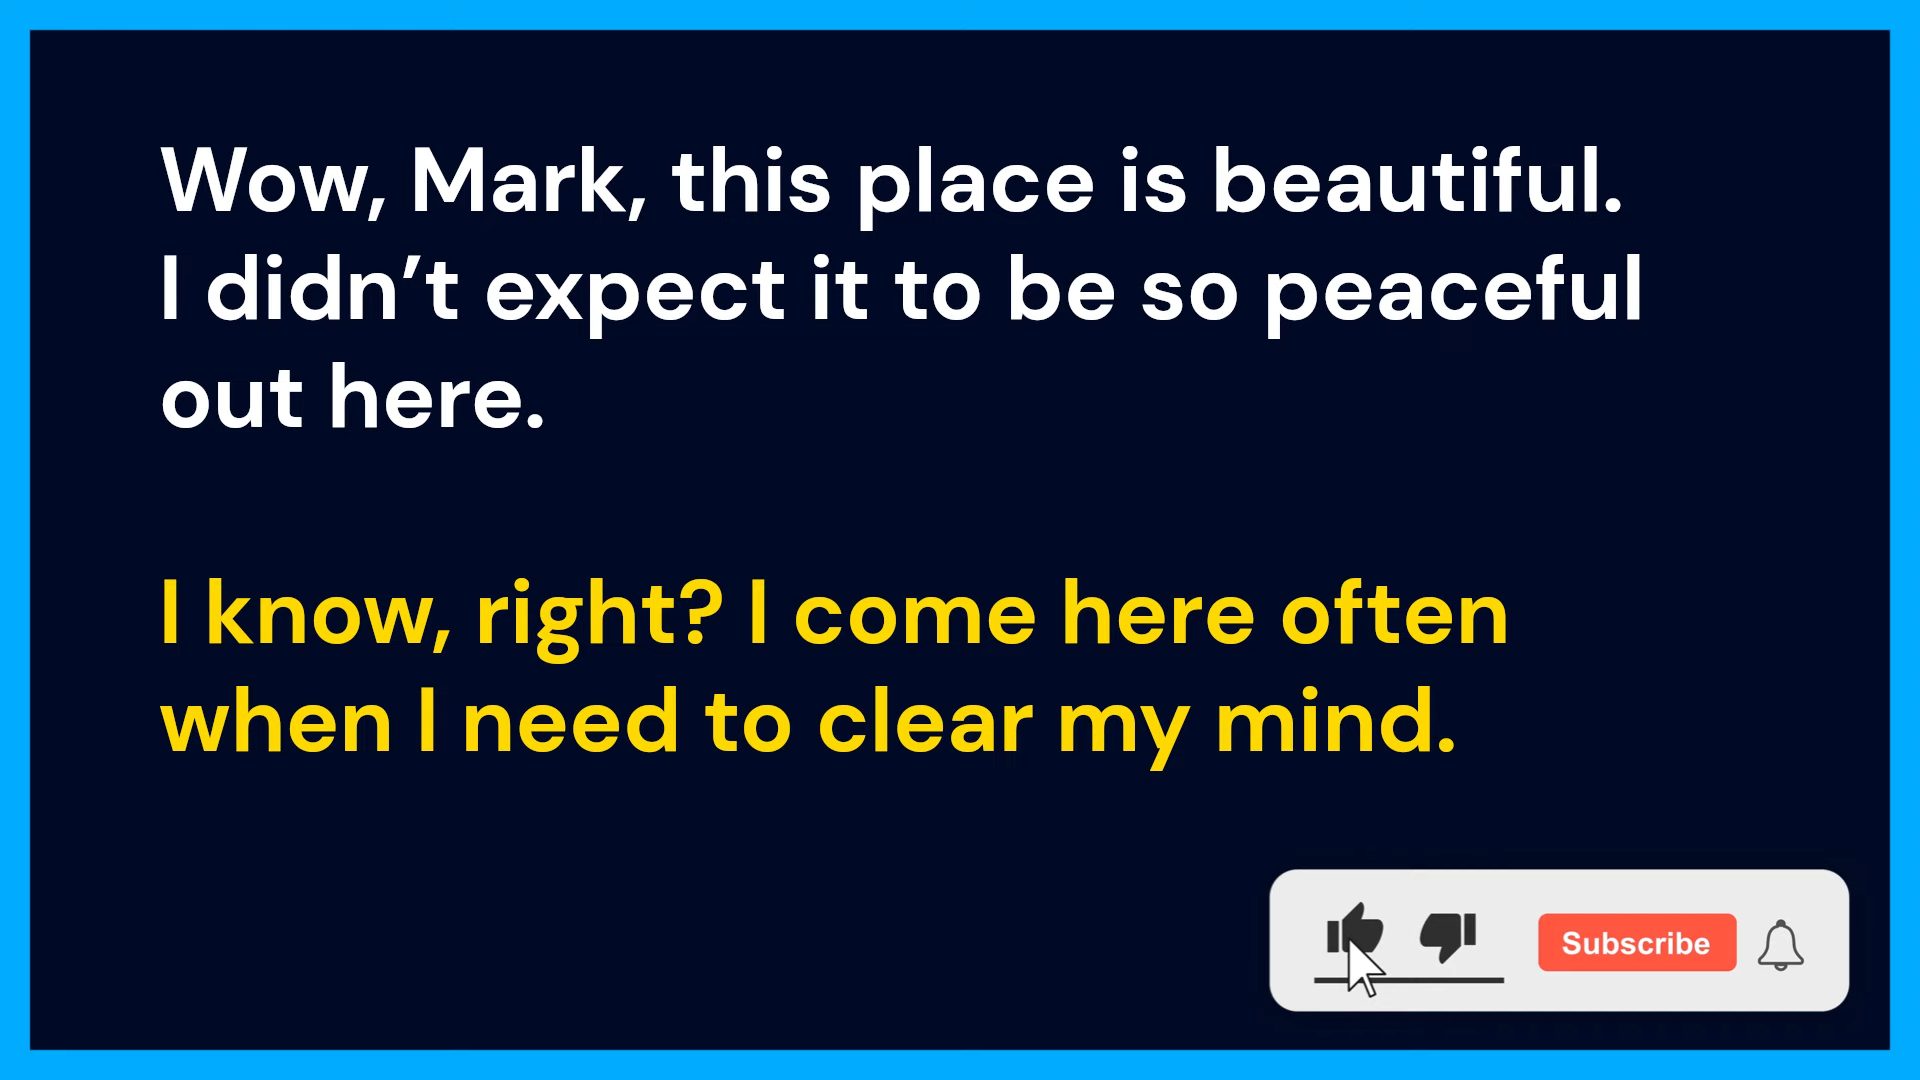 Wow, Mark, this place is beautiful.
I didn’t expect it to be so peaceful
out here.
I know, right? I come here often
when I need to clear my mind.
Subscribe